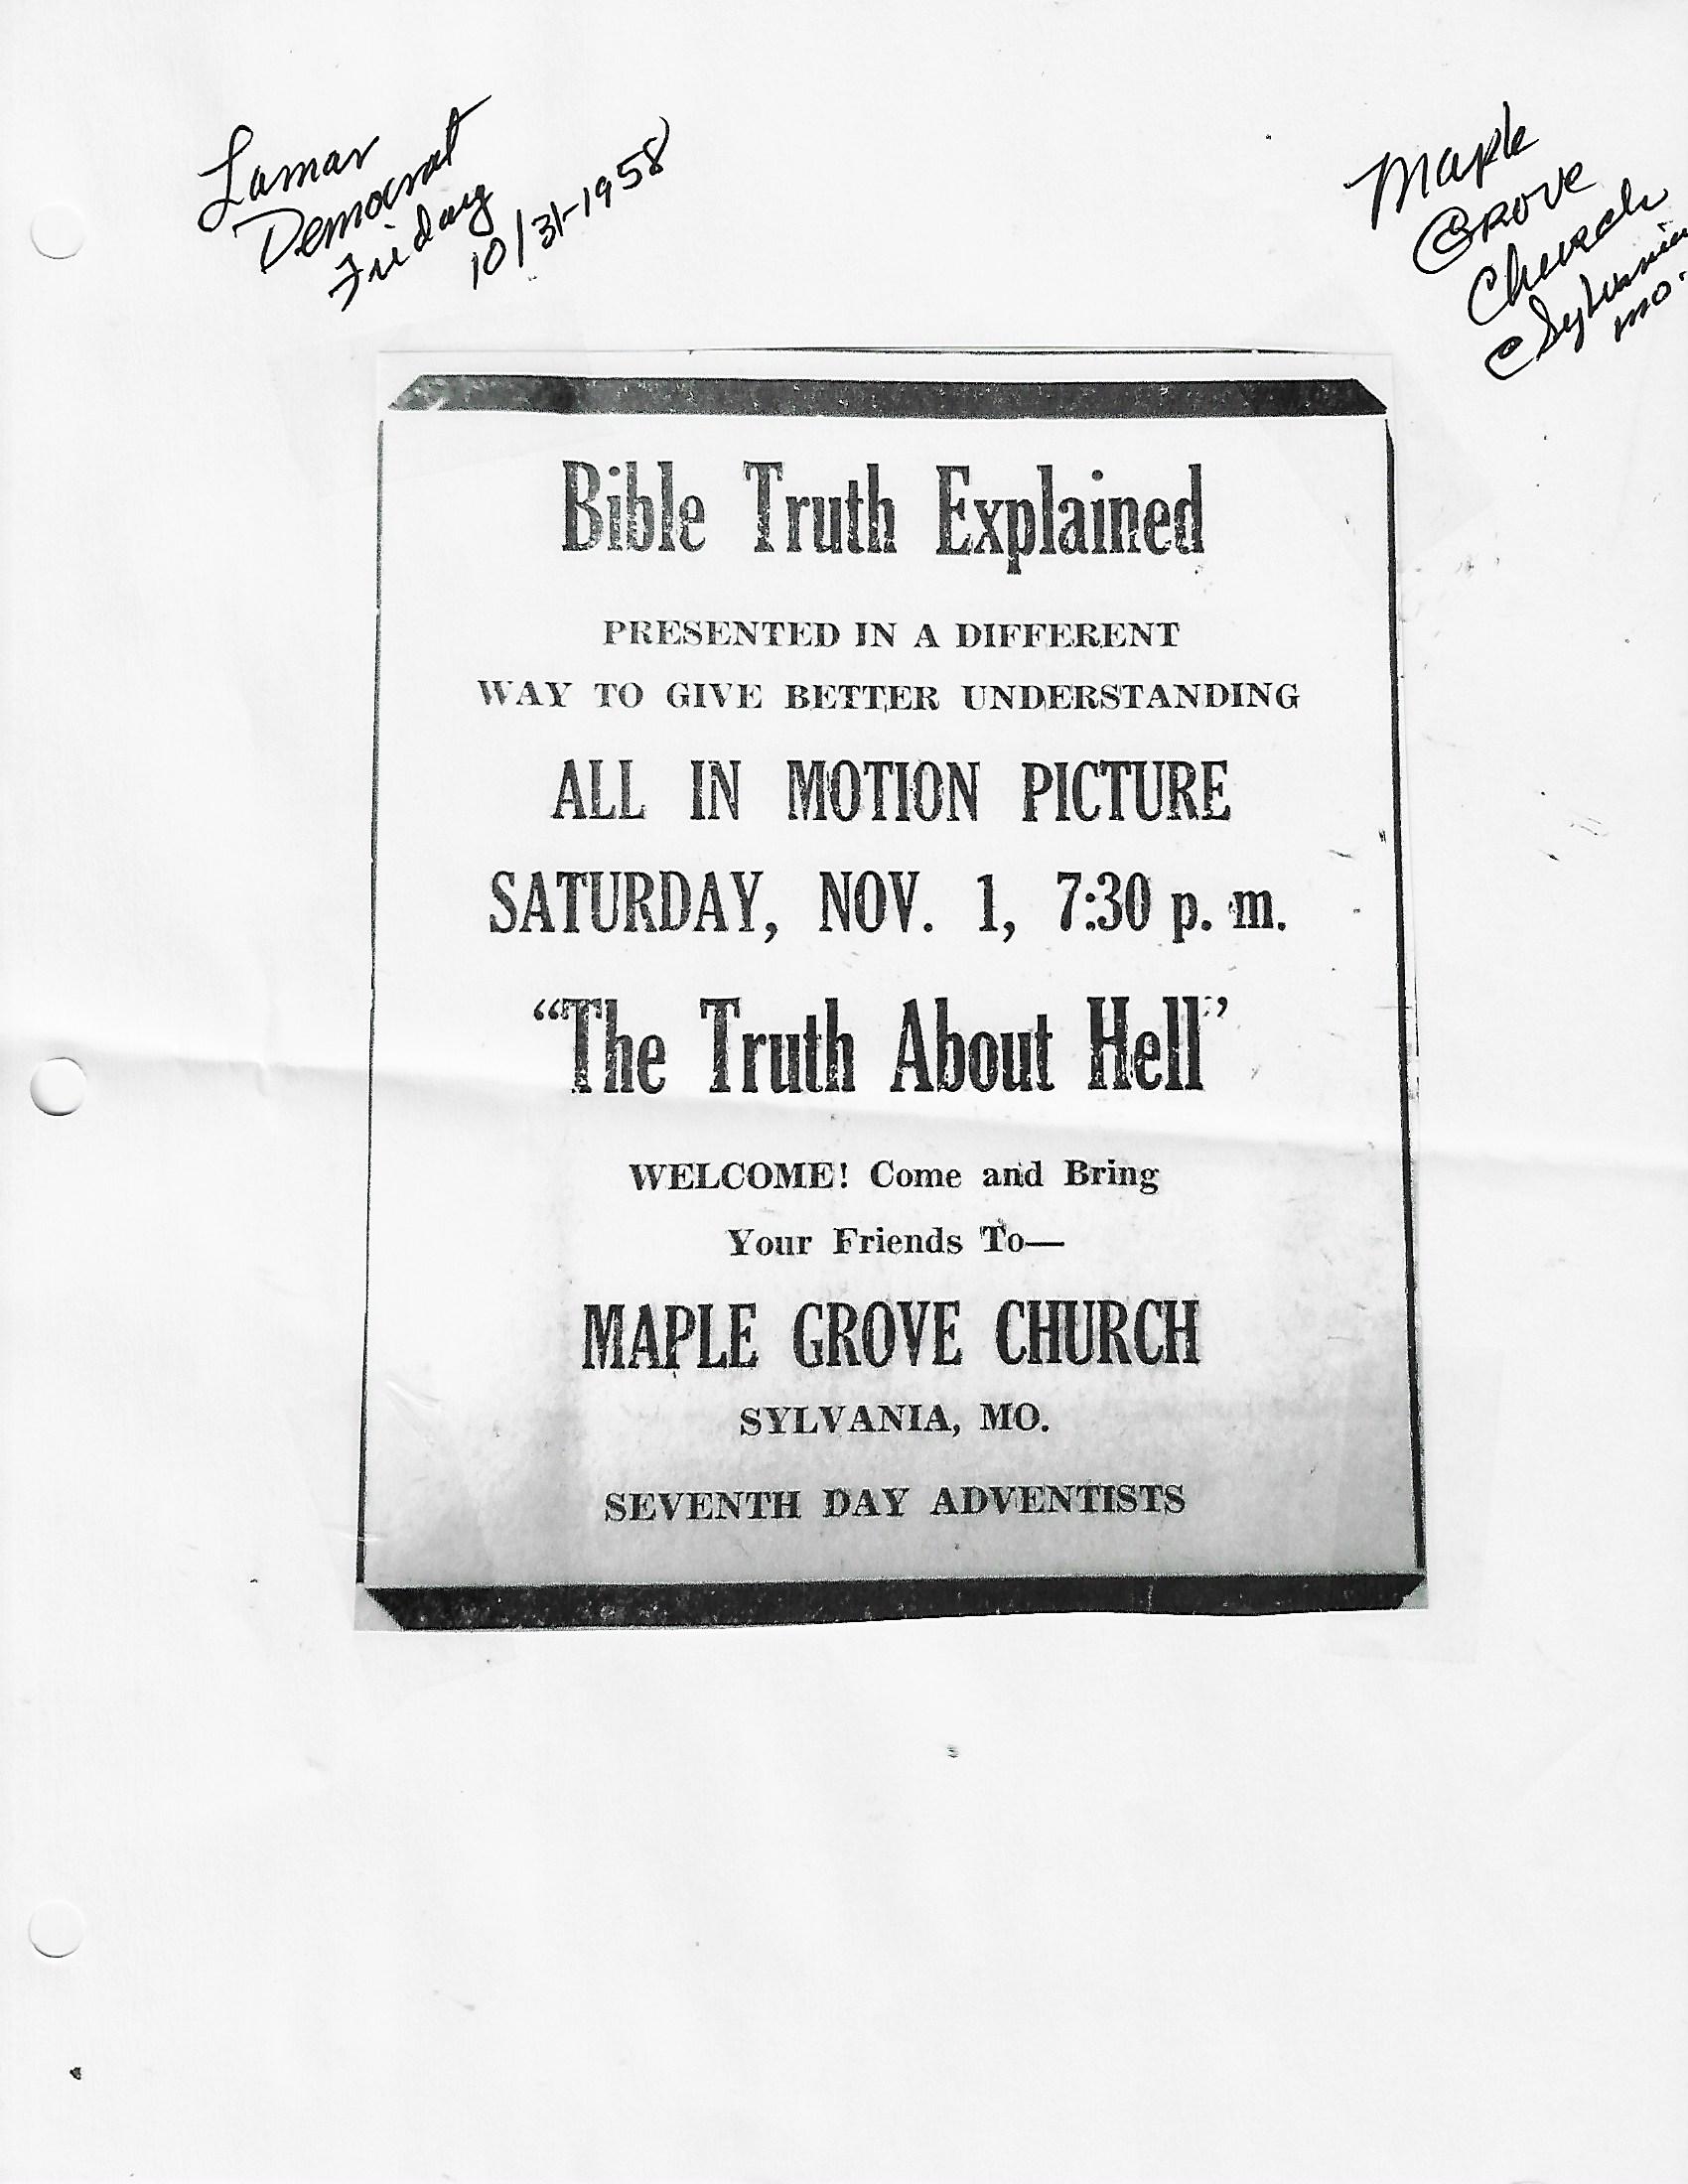 Lamar
Democrat
Friday
10/31-1958
Maple
Grove
Church
Sylvania
mo.
Bible Truth Explained
PRESENTED IN A DIFFERENT
WAY TO GIVE BETTER UNDERSTANDING
ALL IN MOTION PICTURE
SATURDAY, NOV. 1, 7:30 p. m.
“The Truth About Hell”
WELCOME! Come and Bring
Your Friends To—
MAPLE GROVE CHURCH
SYLVANIA, MO.
SEVENTH DAY ADVENTISTS